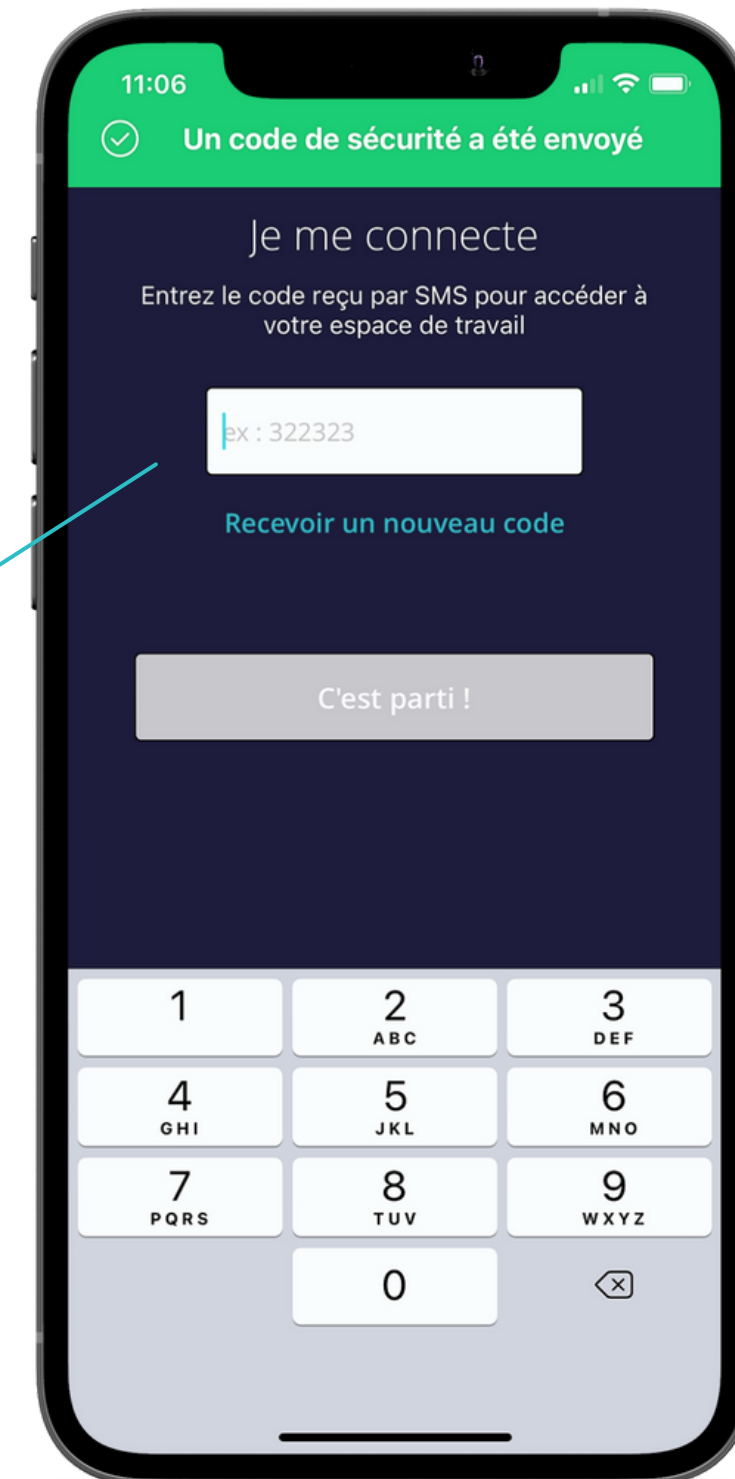 11:06
Un code de sécurité a été envoyé
Je me connecte
Entrez le code reçu par SMS pour accéder à
votre espace de travail
ex : 322323
Recevoir un nouveau code
C'est parti !
1 2 3
ABC DEF
4 5 6
GHI JKL MNO
7 8 9
PQRS TUV WXYZ
0